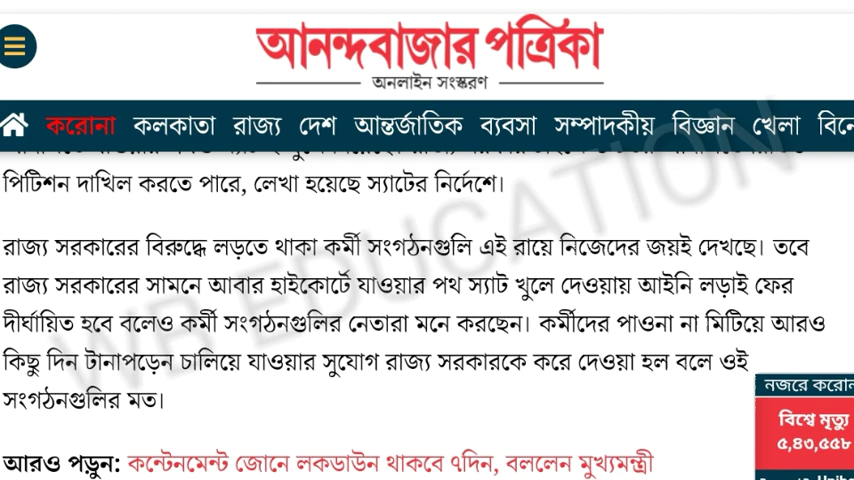 আনন্দবাজার পত্রিকা
অনলাইন সংস্করণ
করোনা কলকাতা রাজ্য দেশ আন্তর্জাতিক ব্যবসা সম্পাদকীয় বিজ্ঞান খেলা
পিটিশন দাখিল করতে পারে, লেখা হয়েছে স্যাটের নির্দেশে।
রাজ্য সরকারের বিরুদ্ধে লড়তে থাকা কর্মী সংগঠনগুলি এই রায়ে নিজেদের জয়ই দেখছে। তবে
রাজ্য সরকারের সামনে আবার হাইকোর্টে যাওয়ার পথ স্যাট খুলে দেওয়ায় আইনি লড়াই ফের
দীর্ঘায়িত হবে বলেও কর্মী সংগঠনগুলির নেতারা মনে করছেন। কর্মীদের পাওনা না মিটিয়ে আরও
কিছু দিন টানাপড়েন চালিয়ে যাওয়ার সুযোগ রাজ্য সরকারকে করে দেওয়া হল বলে ওই
সংগঠনগুলির মত।
নজরে করোনা
বিশ্বে মৃত্যু
৫,৪৩,৫৫৮
আরও পড়ুন: কন্টেনমেন্ট জোনে লকডাউন থাকবে ৭দিন, বললেন মুখ্যমন্ত্রী
WB EDUCATION